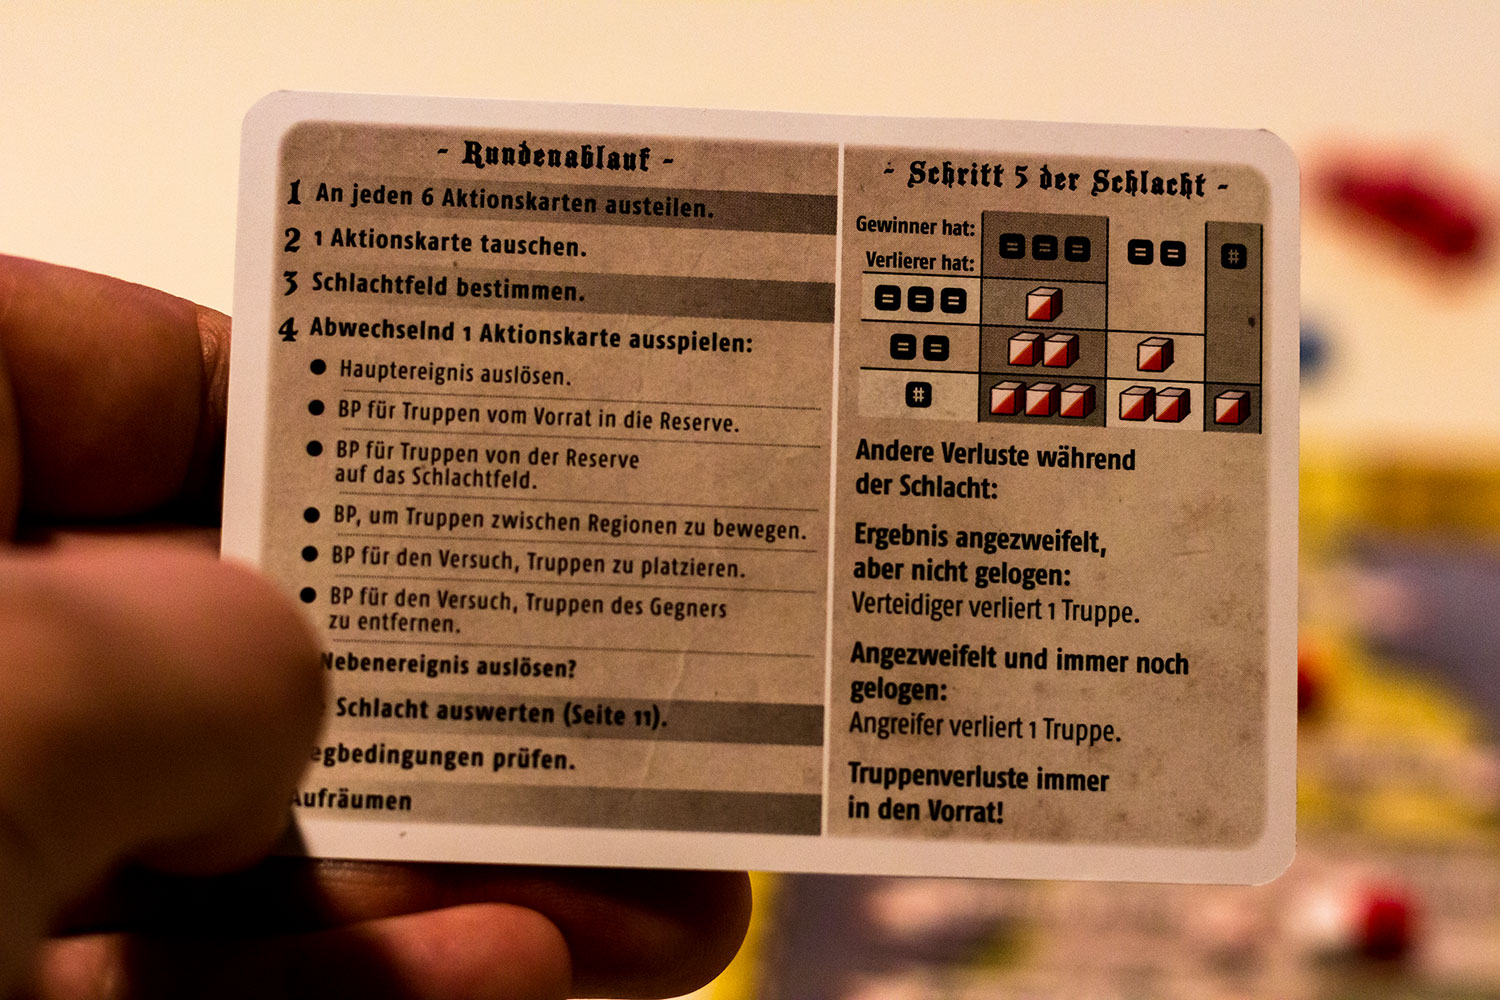 - Rundenablauf -
1 An jeden 6 Aktionskarten austeilen.
2 1 Aktionskarte tauschen.
3 Schlachtfeld bestimmen.
4 Abwechselnd 1 Aktionskarte ausspielen:
● Hauptereignis auslösen.
● BP für Truppen vom Vorrat in die Reserve.
● BP für Truppen von der Reserve
auf das Schlachtfeld.
● BP, um Truppen zwischen Regionen zu bewegen.
● BP für den Versuch, Truppen zu platzieren.
● BP für den Versuch, Truppen des Gegners
zu entfernen.
Nebenereignis auslösen?
Schlacht auswerten (Seite 11).
egbedingungen prüfen.
Aufräumen
- Schritt 5 der Schlacht -
Gewinner hat: = = = = = #
Verlierer hat:
= = =
= =
#
Andere Verluste während
der Schlacht:
Ergebnis angezweifelt,
aber nicht gelogen:
Verteidiger verliert 1 Truppe.
Angezweifelt und immer noch
gelogen:
Angreifer verliert 1 Truppe.
Truppenverluste immer
in den Vorrat!